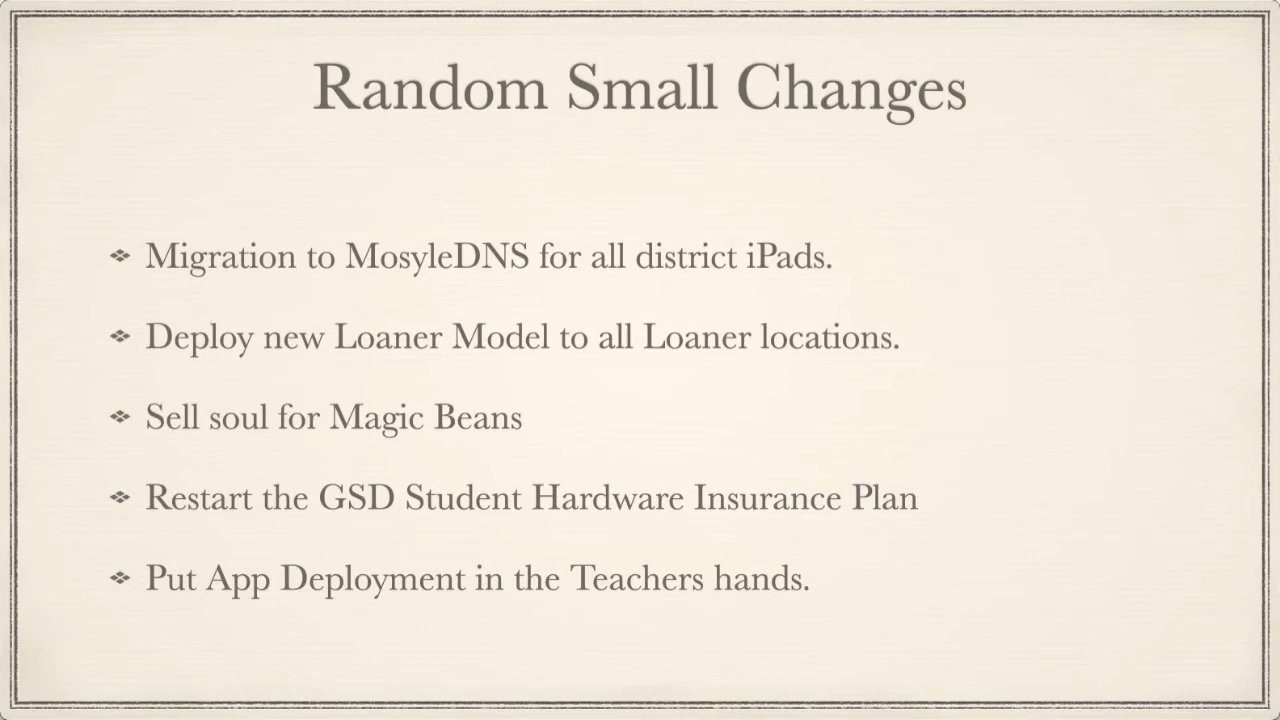 Random Small Changes
Migration to MosyleDNS for all district iPads.
Deploy new Loaner Model to all Loaner locations.
Sell soul for Magic Beans
Restart the GSD Student Hardware Insurance Plan
Put App Deployment in the Teachers hands.